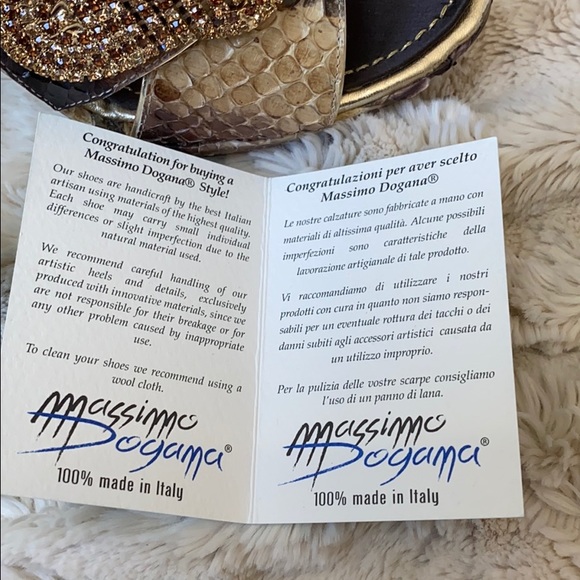 Congratulation for buying a
Massimo Dogana® Style!
Our shoes are handicraft by the best Italian
artisan using materials of the highest quality.
Each shoe may carry small individual
differences or slight imperfection due to the
natural material used.
We recommend careful handling of our
artistic heels and details, exclusively
produced with innovative materials, since we
are not responsible for their breakage or for
any other problem caused by inappropriate
use.
To clean your shoes we recommend using a
wool cloth.
Massimo
Dogana®
100% made in Italy
Congratulazioni per aver scelto
Massimo Dogana®
Le nostre calzature sono fabbricate a mano con
materiali di altissima qualità. Alcune possibili
imperfezioni sono caratteristiche della
lavorazione artigianale di tale prodotto.
Vi raccomandiamo di utilizzare i nostri
prodotti con cura in quanto non siamo respon-
sabili per un eventuale rottura dei tacchi o dei
danni subiti agli accessori artistici causata da
un utilizzo improprio.
Per la pulizia delle vostre scarpe consigliamo
l'uso di un panno di lana.
Massimo
Dogana®
100% made in Italy